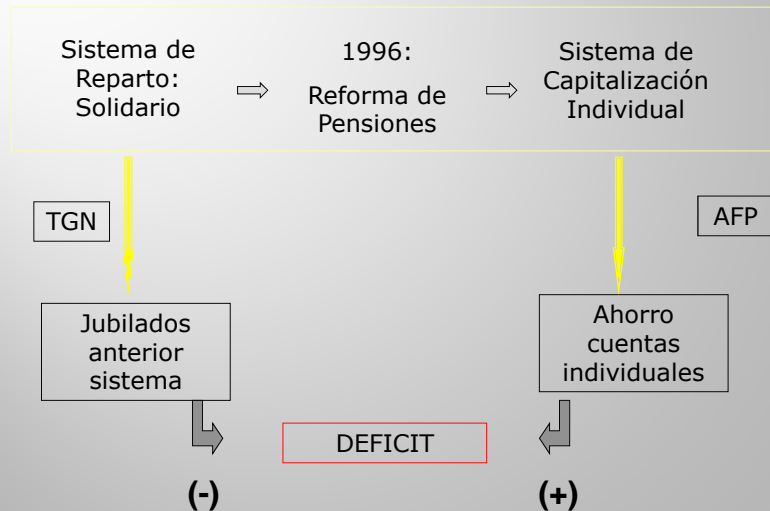 Sistema de
Reparto:
Solidario
1996:
Reforma de
Pensiones
Sistema de
Capitalización
Individual
TGN
AFP
Jubilados
anterior
sistema
Ahorro
cuentas
individuales
DEFICIT
(-)
(+)